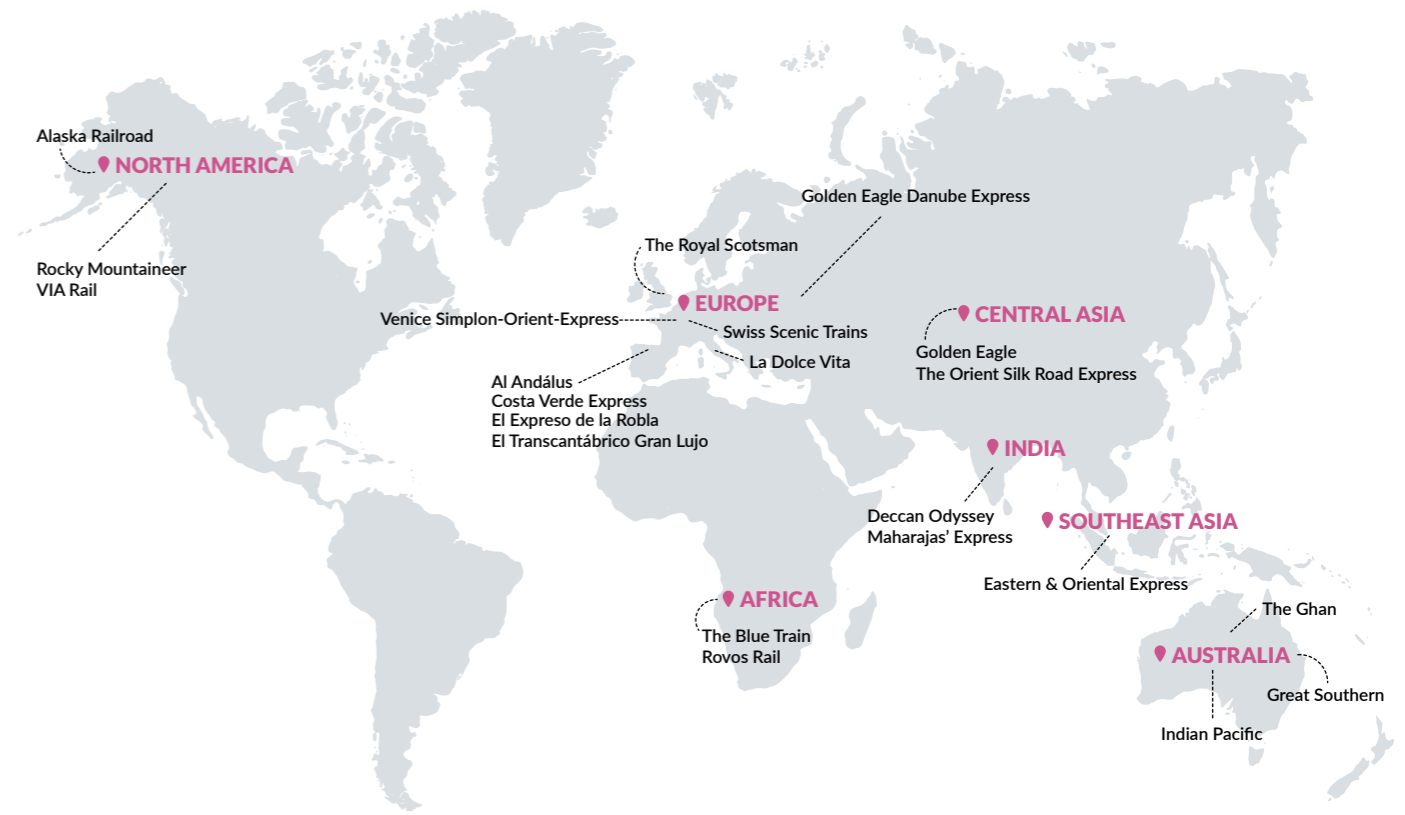 Alaska Railroad
NORTH AMERICA
Rocky Mountaineer
VIA Rail
Golden Eagle Danube Express
The Royal Scotsman
EUROPE
Venice Simplon-Orient-Express
Swiss Scenic Trains
La Dolce Vita
Al Andálus
Costa Verde Express
El Expreso de la Robla
El Transcantábrico Gran Lujo
CENTRAL ASIA
Golden Eagle
The Orient Silk Road Express
INDIA
Deccan Odyssey
Maharajas’ Express
SOUTHEAST ASIA
Eastern & Oriental Express
AFRICA
The Blue Train
Rovos Rail
The Ghan
AUSTRALIA
Great Southern
Indian Pacific